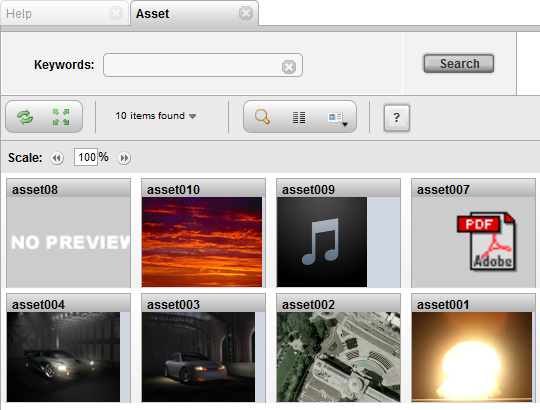 Help
Asset
Keywords:
Search
10 items found
?
Scale:
100 %
asset08
asset010
asset009
asset007
NO PREVIEW
PDF
Adobe
asset004
asset003
asset002
asset001